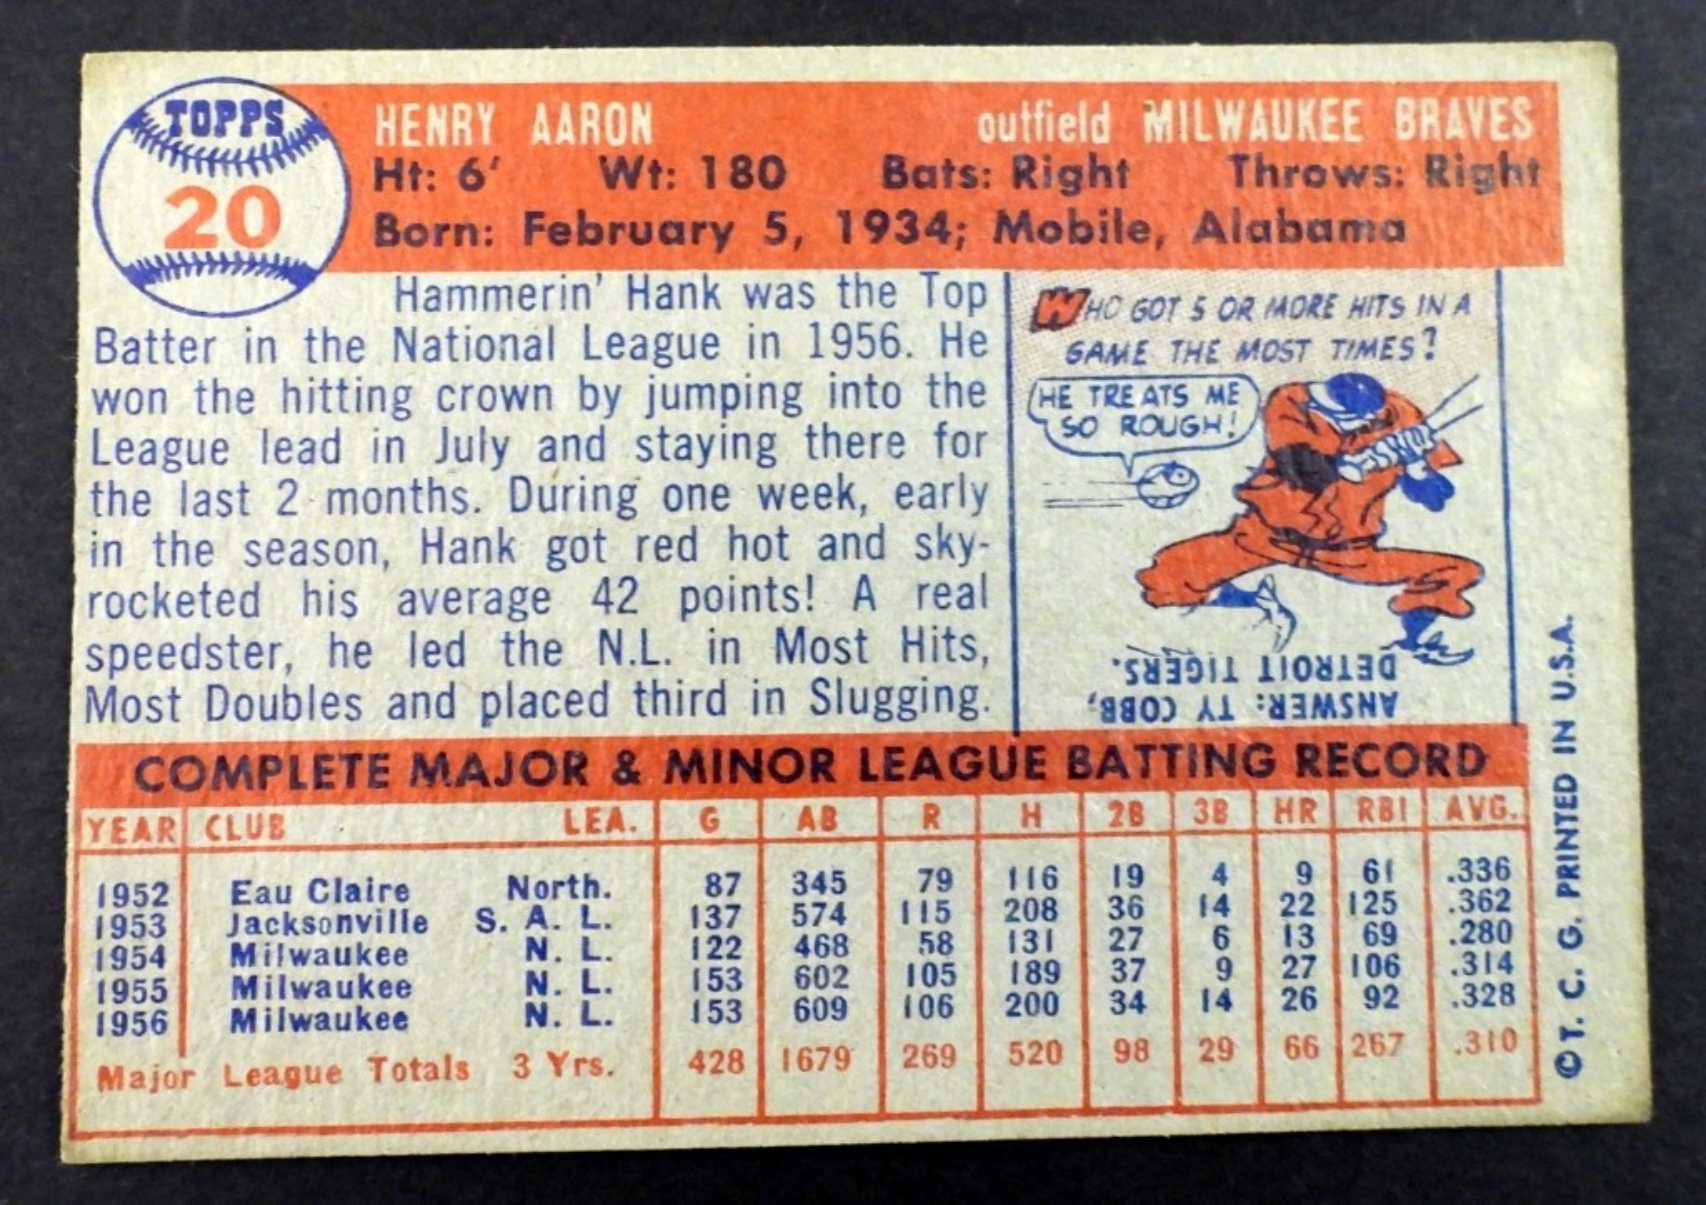 TOPPS
20
HENRY AARON outfield MILWAUKEE BRAVES
Ht: 6' Wt: 180 Bats: Right Throws: Right
Born: February 5, 1934; Mobile, Alabama
Hammerin' Hank was the Top
Batter in the National League in 1956. He
won the hitting crown by jumping into the
League lead in July and staying there for
the last 2 months. During one week, early
in the season, Hank got red hot and sky-
rocketed his average 42 points! A real
speedster, he led the N.L. in Most Hits,
Most Doubles and placed third in Slugging.
WHO GOT 5 OR MORE HITS IN A
GAME THE MOST TIMES?
HE TREATS ME
SO ROUGH!
ANSWER: TY COBB,
DETROIT TIGERS.
COMPLETE MAJOR & MINOR LEAGUE BATTING RECORD
YEAR CLUB LEA. G AB R H 2B 3B HR RBI AVG.
1952 Eau Claire North. 87 345 79 116 19 4 9 61 .336
1953 Jacksonville S. A. L. 137 574 115 208 36 14 22 125 .362
1954 Milwaukee N. L. 122 468 58 131 27 6 13 69 .280
1955 Milwaukee N. L. 153 602 105 189 37 9 27 106 .314
1956 Milwaukee N. L. 153 609 106 200 34 14 26 92 .328
Major League Totals 3 Yrs. 428 1679 269 520 98 29 66 267 .310
©T. C. G. PRINTED IN U.S.A.